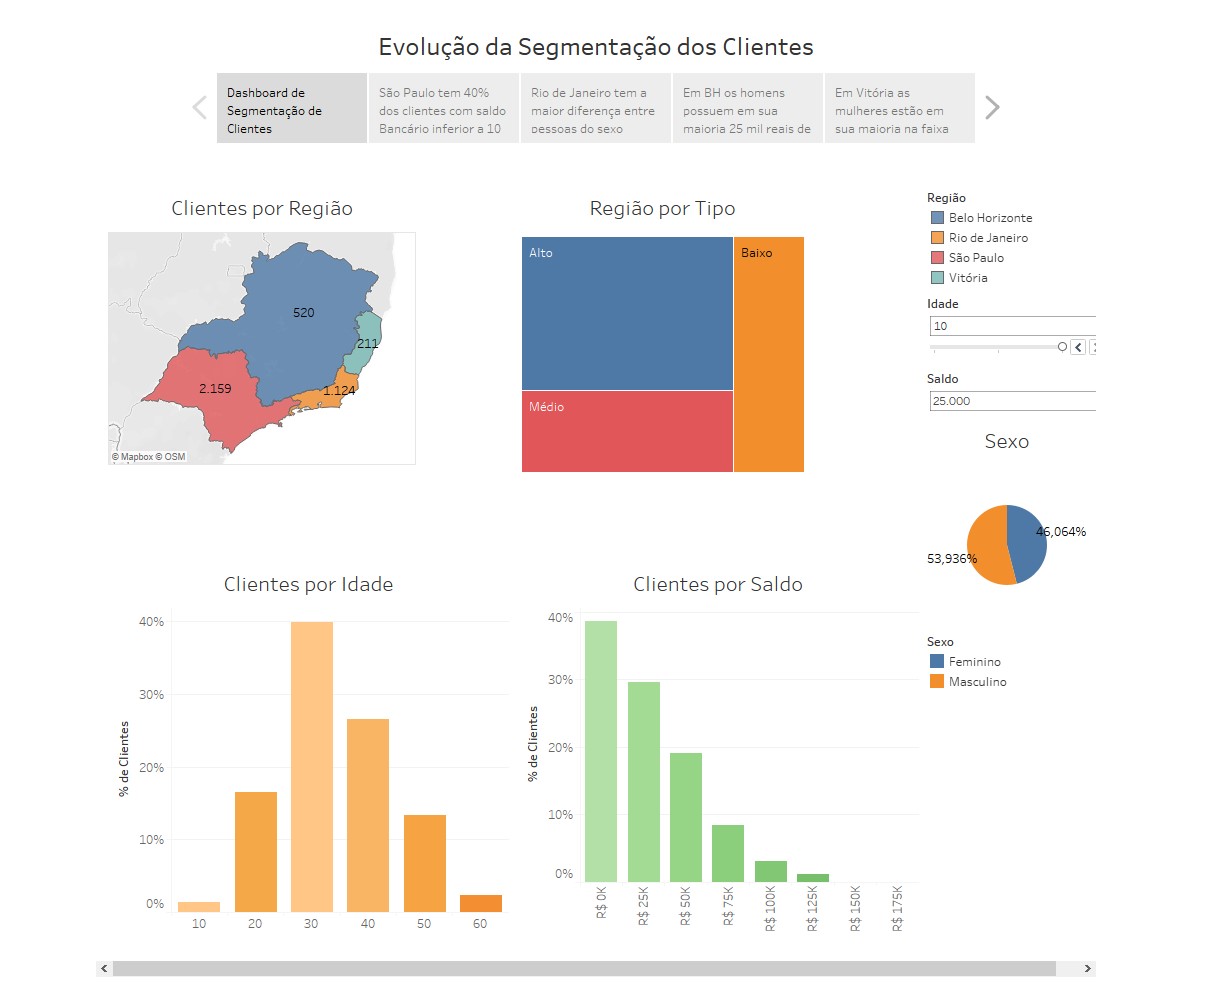 Evolução da Segmentação dos Clientes
Dashboard de
Segmentação de
Clientes
São Paulo tem 40%
dos clientes com saldo
Bancário inferior a 10
Rio de Janeiro tem a
maior diferença entre
pessoas do sexo
Em BH os homens
possuem em sua
maioria 25 mil reais de
Em Vitória as
mulheres estão em
sua maioria na faixa
Clientes por Região
520
211
2.159
1.124
© Mapbox © OSM
Região por Tipo
Alto
Baixo
Médio
Região
Belo Horizonte
Rio de Janeiro
São Paulo
Vitória
Idade
10
Saldo
25.000
Sexo
46,064%
53,936%
Sexo
Feminino
Masculino
Clientes por Idade
% de Clientes
40%
30%
20%
10%
0%
10 20 30 40 50 60
Clientes por Saldo
% de Clientes
40%
30%
20%
10%
0%
R$ 0K R$ 25K R$ 50K R$ 75K R$ 100K R$ 125K R$ 150K R$ 175K